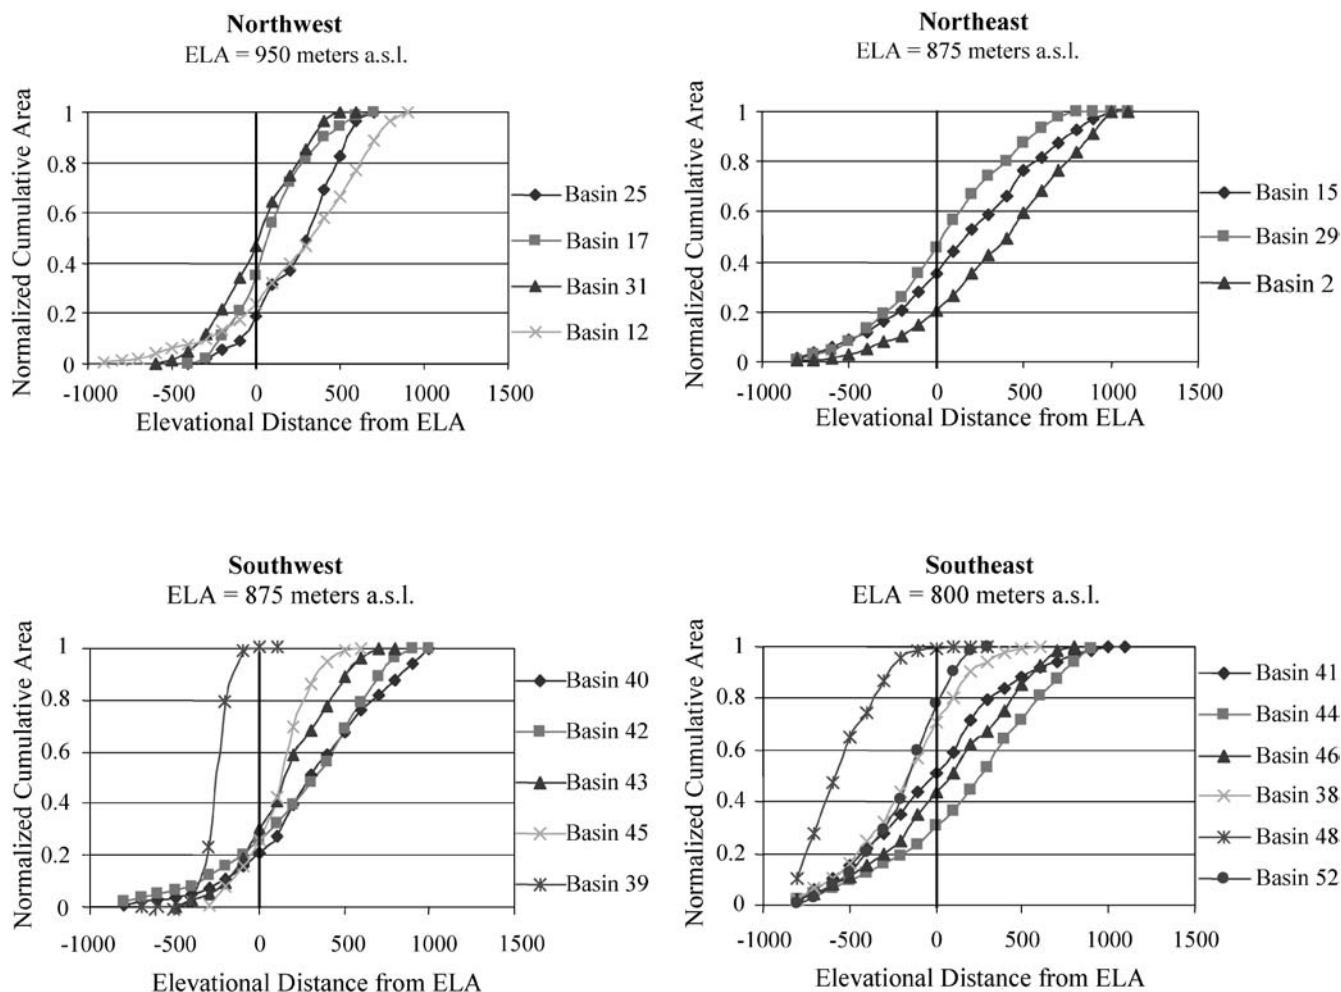 Northwest
ELA = 950 meters a.s.l.
Normalized Cumulative Area
1
0.8
0.6
0.4
0.2
0
-1000 -500 0 500 1000 1500
Elevational Distance from ELA
Basin 25
Basin 17
Basin 31
Basin 12
Northeast
ELA = 875 meters a.s.l.
Normalized Cumulative Area
1
0.8
0.6
0.4
0.2
0
-1000 -500 0 500 1000 1500
Elevational Distance from ELA
Basin 15
Basin 29
Basin 2
Southwest
ELA = 875 meters a.s.l.
Normalized Cumulative Area
1
0.8
0.6
0.4
0.2
0
-1000 -500 0 500 1000 1500
Elevational Distance from ELA
Basin 40
Basin 42
Basin 43
Basin 45
Basin 39
Southeast
ELA = 800 meters a.s.l.
Normalized Cumulative Area
1
0.8
0.6
0.4
0.2
0
-1000 -500 0 500 1000 1500
Elevational Distance from ELA
Basin 41
Basin 44
Basin 46
Basin 38
Basin 48
Basin 52